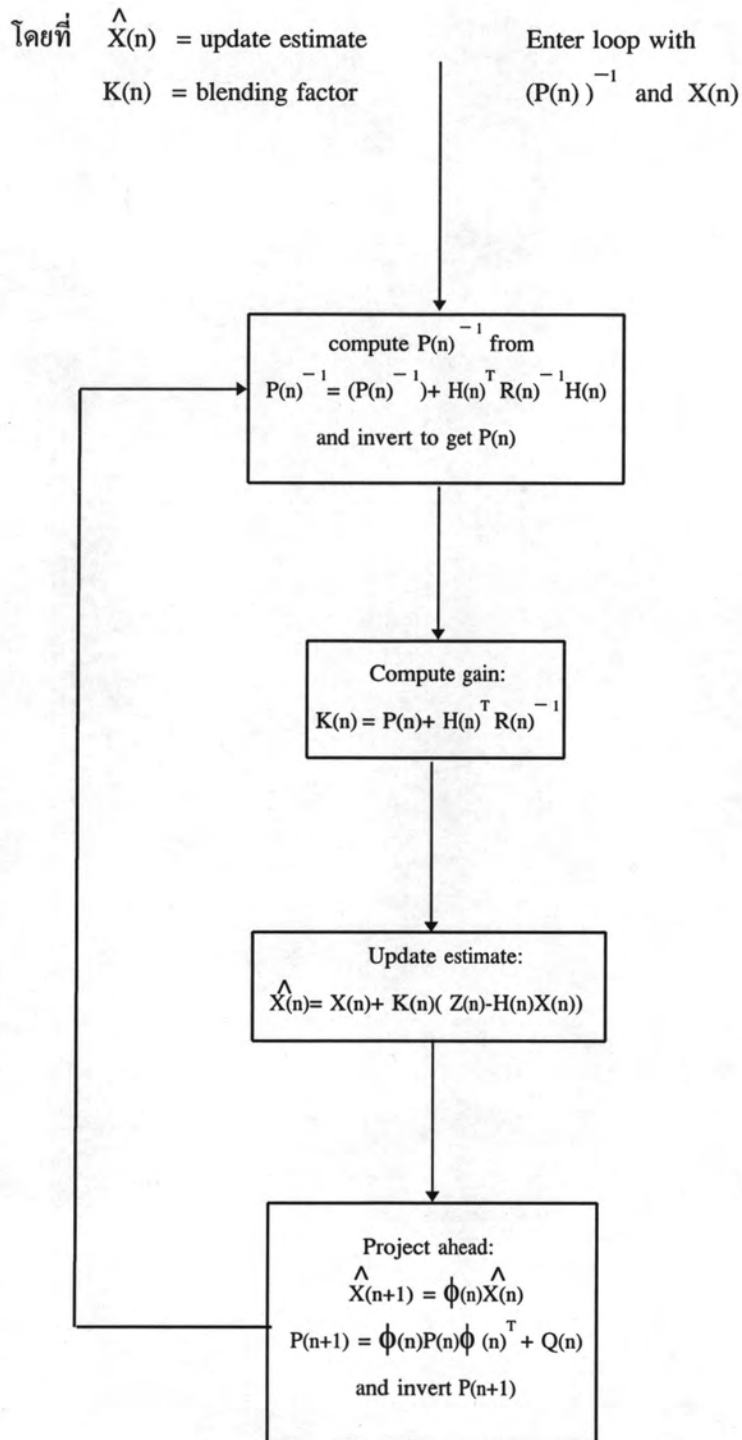 โดยที่ X̂(n) = update estimate
K(n) = blending factor
Enter loop with
(P(n) )⁻¹ and X(n)
compute P(n)⁻¹ from
P(n)⁻¹ = (P(n)⁻¹)+ H(n)ᵀ R(n)⁻¹ H(n)
and invert to get P(n)
Compute gain:
K(n) = P(n)+ H(n)ᵀ R(n)⁻¹
Update estimate:
X̂(n)= X(n)+ K(n)( Z(n)-H(n)X(n))
Project ahead:
X̂(n+1) = ϕ(n)X̂(n)
P(n+1) = ϕ(n)P(n)ϕ (n)ᵀ + Q(n)
and invert P(n+1)